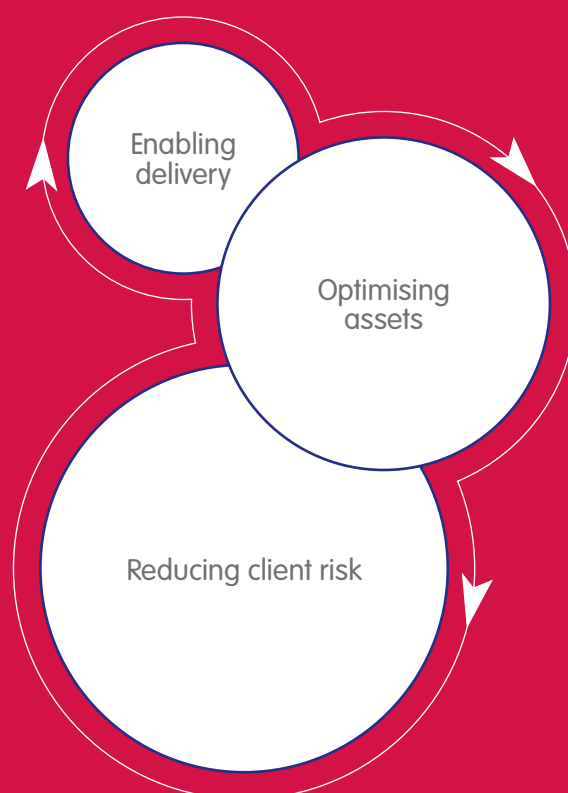 Enabling
delivery
Optimising
assets
Reducing client risk